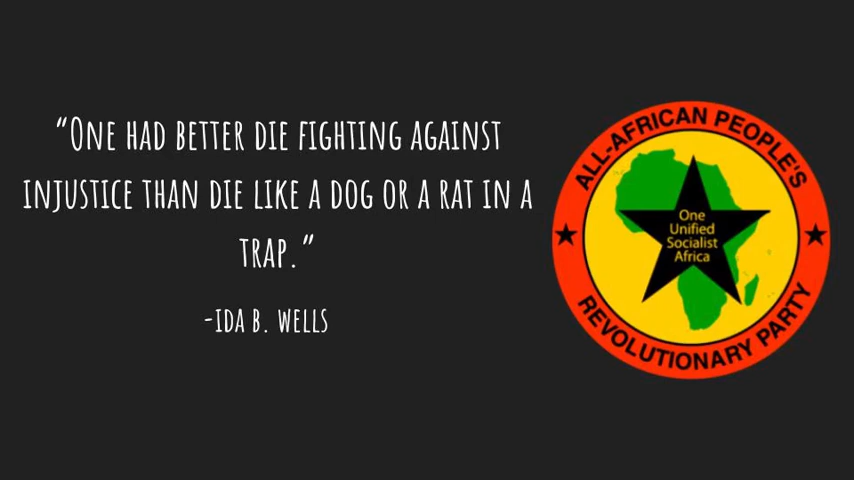 “One had better die fighting against
injustice than die like a dog or a rat in a
trap.”
-Ida B. Wells
ALL-AFRICAN PEOPLE'S
One
Unified
Socialist
Africa
REVOLUTIONARY PARTY